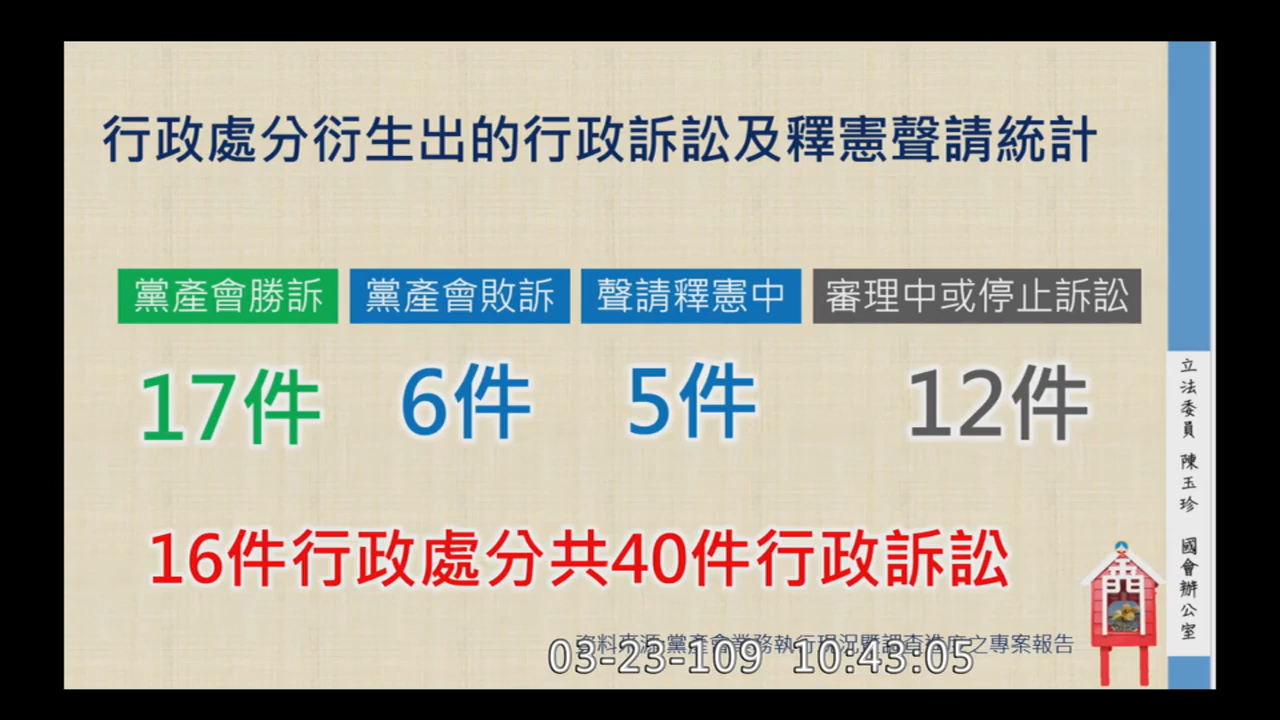 行政處分衍生出的行政訴訟及釋憲聲請統計
黨產會勝訴
黨產會敗訴
聲請釋憲中
審理中或停止訴訟
17件
6件
5件
12件
16件行政處分共40件行政訴訟
資料來源:黨產會業務執行現況暨調查進度之專案報告
03-23-109 10:43:05
立法委員 陳玉珍 國會辦公室